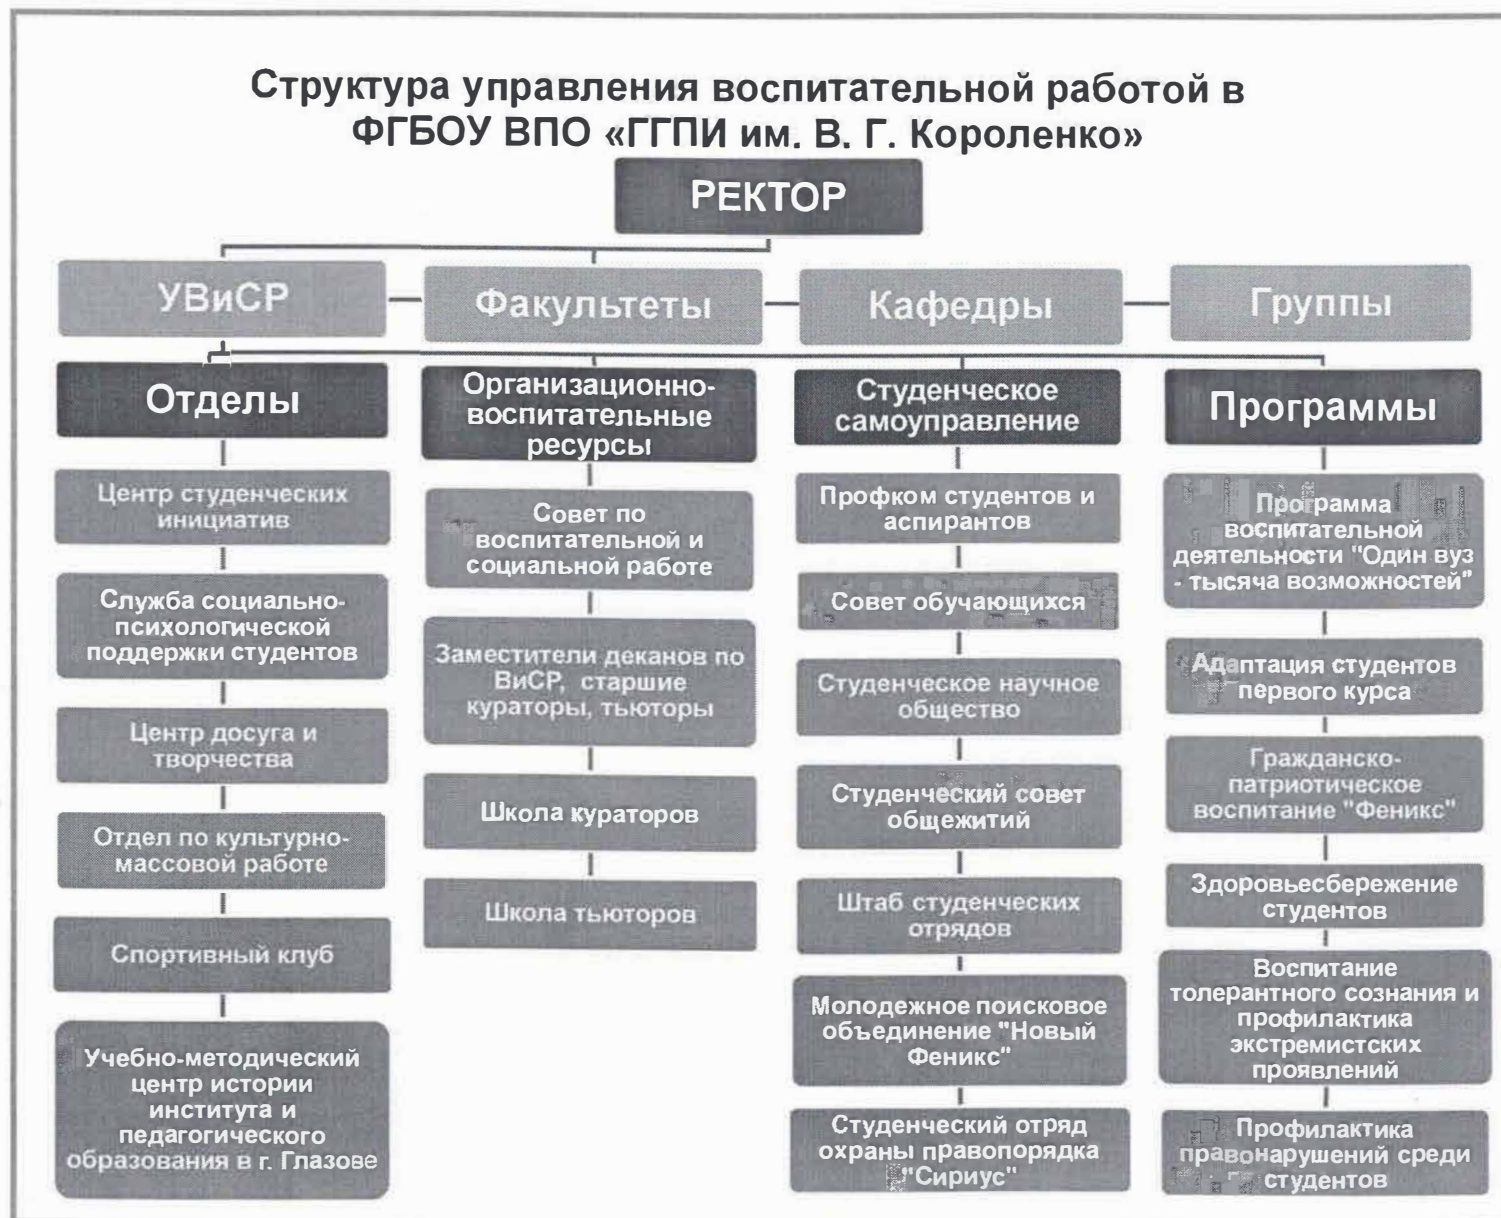 Структура управления воспитательной работой в
ФГБОУ ВПО «ГГПИ им. В. Г. Короленко»
РЕКТОР
УВиСР
Факультеты
Кафедры
Группы
Отделы
Центр студенческих
инициатив
Служба социально-
психологической
поддержки студентов
Центр досуга и
творчества
Отдел по культурно-
массовой работе
Спортивный клуб
Учебно-методический
центр истории
института и
педагогического
образования в г. Глазове
Организационно-
воспитательные
ресурсы
Совет по
воспитательной и
социальной работе
Заместители деканов по
ВиСР, старшие
кураторы, тьюторы
Школа кураторов
Школа тьюторов
Студенческое
самоуправление
Профком студентов и
аспирантов
Совет обучающихся
Студенческое научное
общество
Студенческий совет
общежитий
Штаб студенческих
отрядов
Молодежное поисковое
объединение "Новый
Феникс"
Студенческий отряд
охраны правопорядка
"Сириус"
Программы
Программа
воспитательной
деятельности "Один вуз
- тысяча возможностей"
Адаптация студентов
первого курса
Гражданско-
патриотическое
воспитание "Феникс"
Здоровьесбережение
студентов
Воспитание
толерантного сознания и
профилактика
экстремистских
проявлений
Профилактика
правонарушений среди
студентов